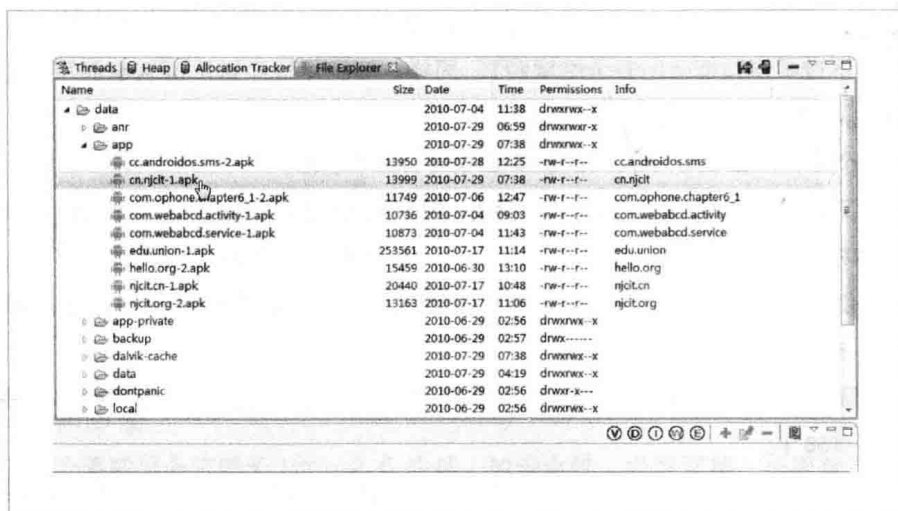 Threads Heap Allocation Tracker File Explorer
Name Size Date Time Permissions Info
data 2010-07-04 11:38 drwxrwx--x
anr 2010-07-29 06:59 drwxrwxr-x
app 2010-07-29 07:38 drwxrwx--x
cc.androidos.sms-2.apk 13950 2010-07-28 12:25 -rw-r--r-- cc.androidos.sms
cn.njcit-1.apk 13999 2010-07-29 07:38 -rw-r--r-- cn.njcit
com.ophone.chapter6_1-2.apk 11749 2010-07-06 12:47 -rw-r--r-- com.ophone.chapter6_1
com.webabcd.activity-1.apk 10736 2010-07-04 09:03 -rw-r--r-- com.webabcd.activity
com.webabcd.service-1.apk 10873 2010-07-04 11:43 -rw-r--r-- com.webabcd.service
edu.union-1.apk 253561 2010-07-17 11:14 -rw-r--r-- edu.union
hello.org-2.apk 15459 2010-06-30 13:10 -rw-r--r-- hello.org
njcit.cn-1.apk 20440 2010-07-17 10:48 -rw-r--r-- njcit.cn
njcit.org-2.apk 13163 2010-07-17 11:06 -rw-r--r-- njcit.org
app-private 2010-06-29 02:56 drwxrwx--x
backup 2010-06-29 02:57 drwx------
dalvik-cache 2010-07-29 07:38 drwxrwx--x
data 2010-07-29 04:19 drwxrwx--x
dontpanic 2010-06-29 02:56 drwxr-x---
local 2010-06-29 02:56 drwxrwx--x
V D I W E